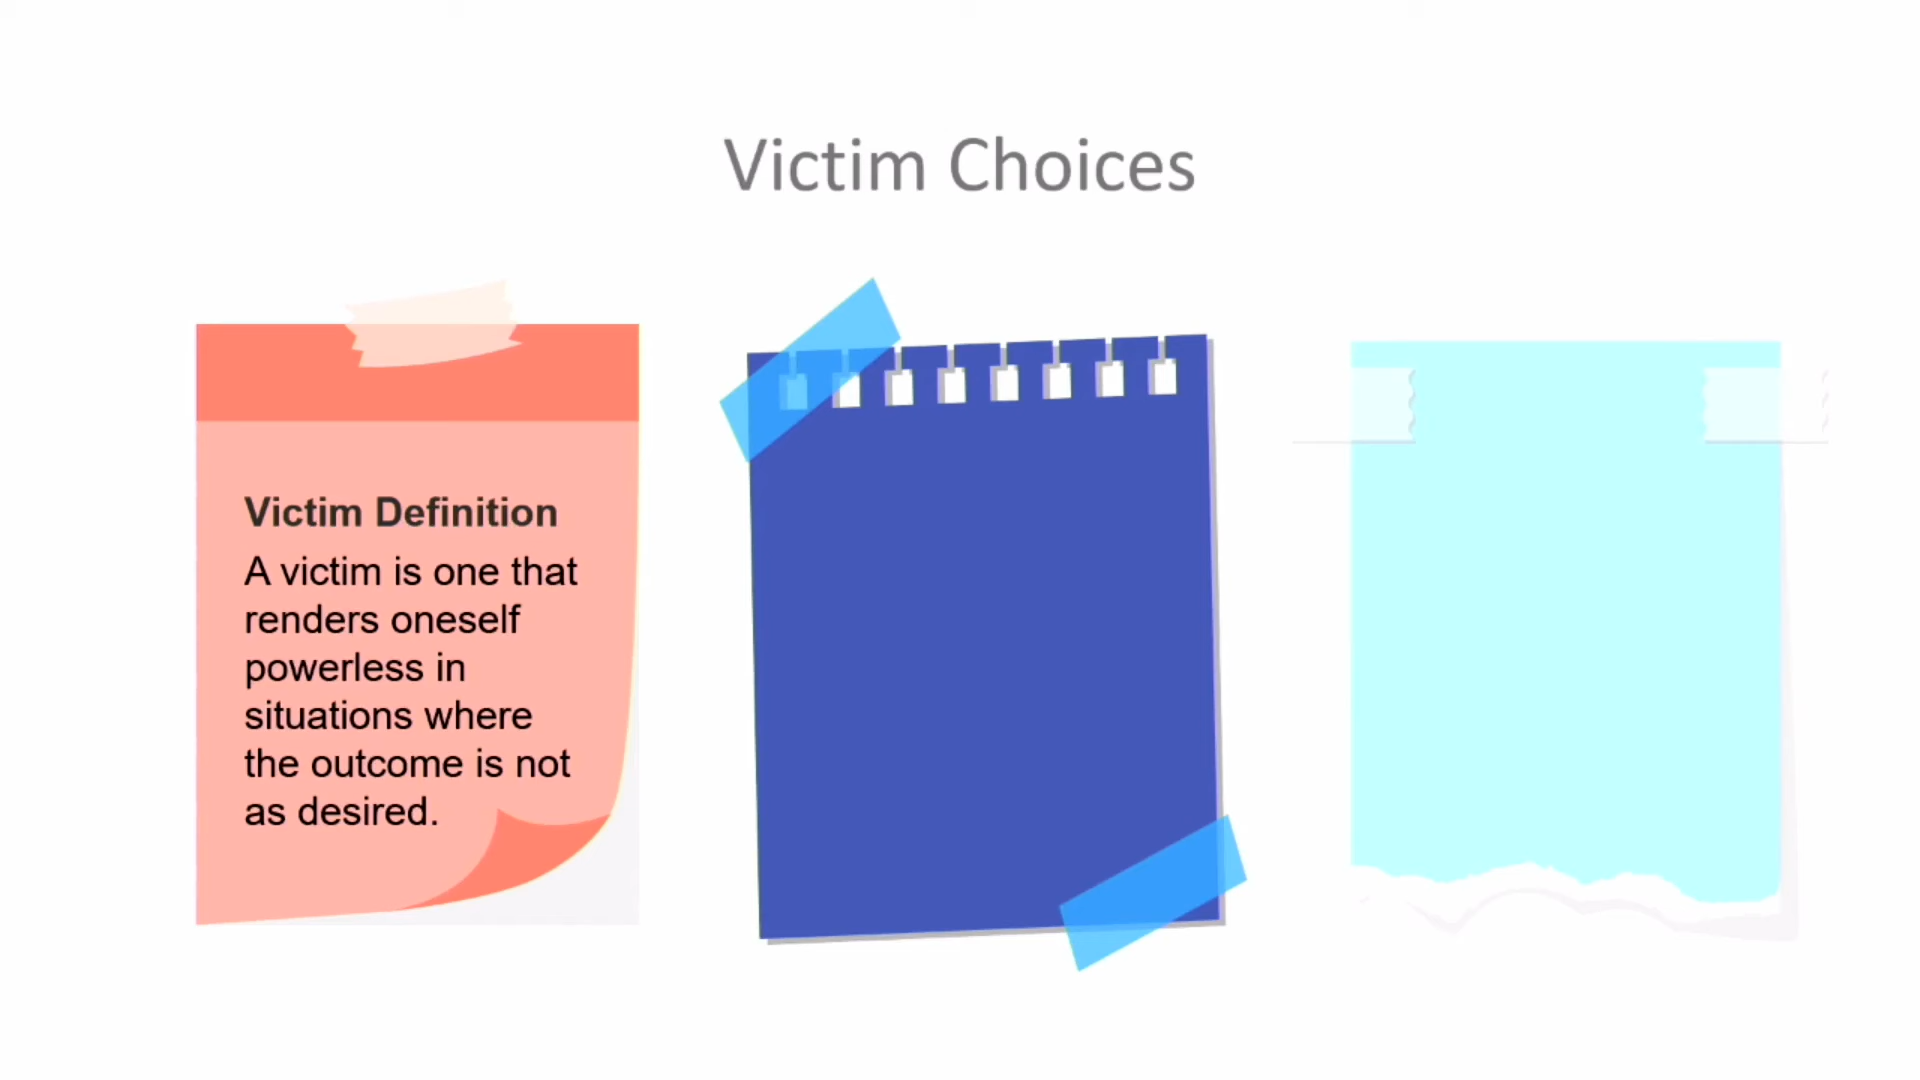 Victim Choices
Victim Definition
A victim is one that
renders oneself
powerless in
situations where
the outcome is not
as desired.